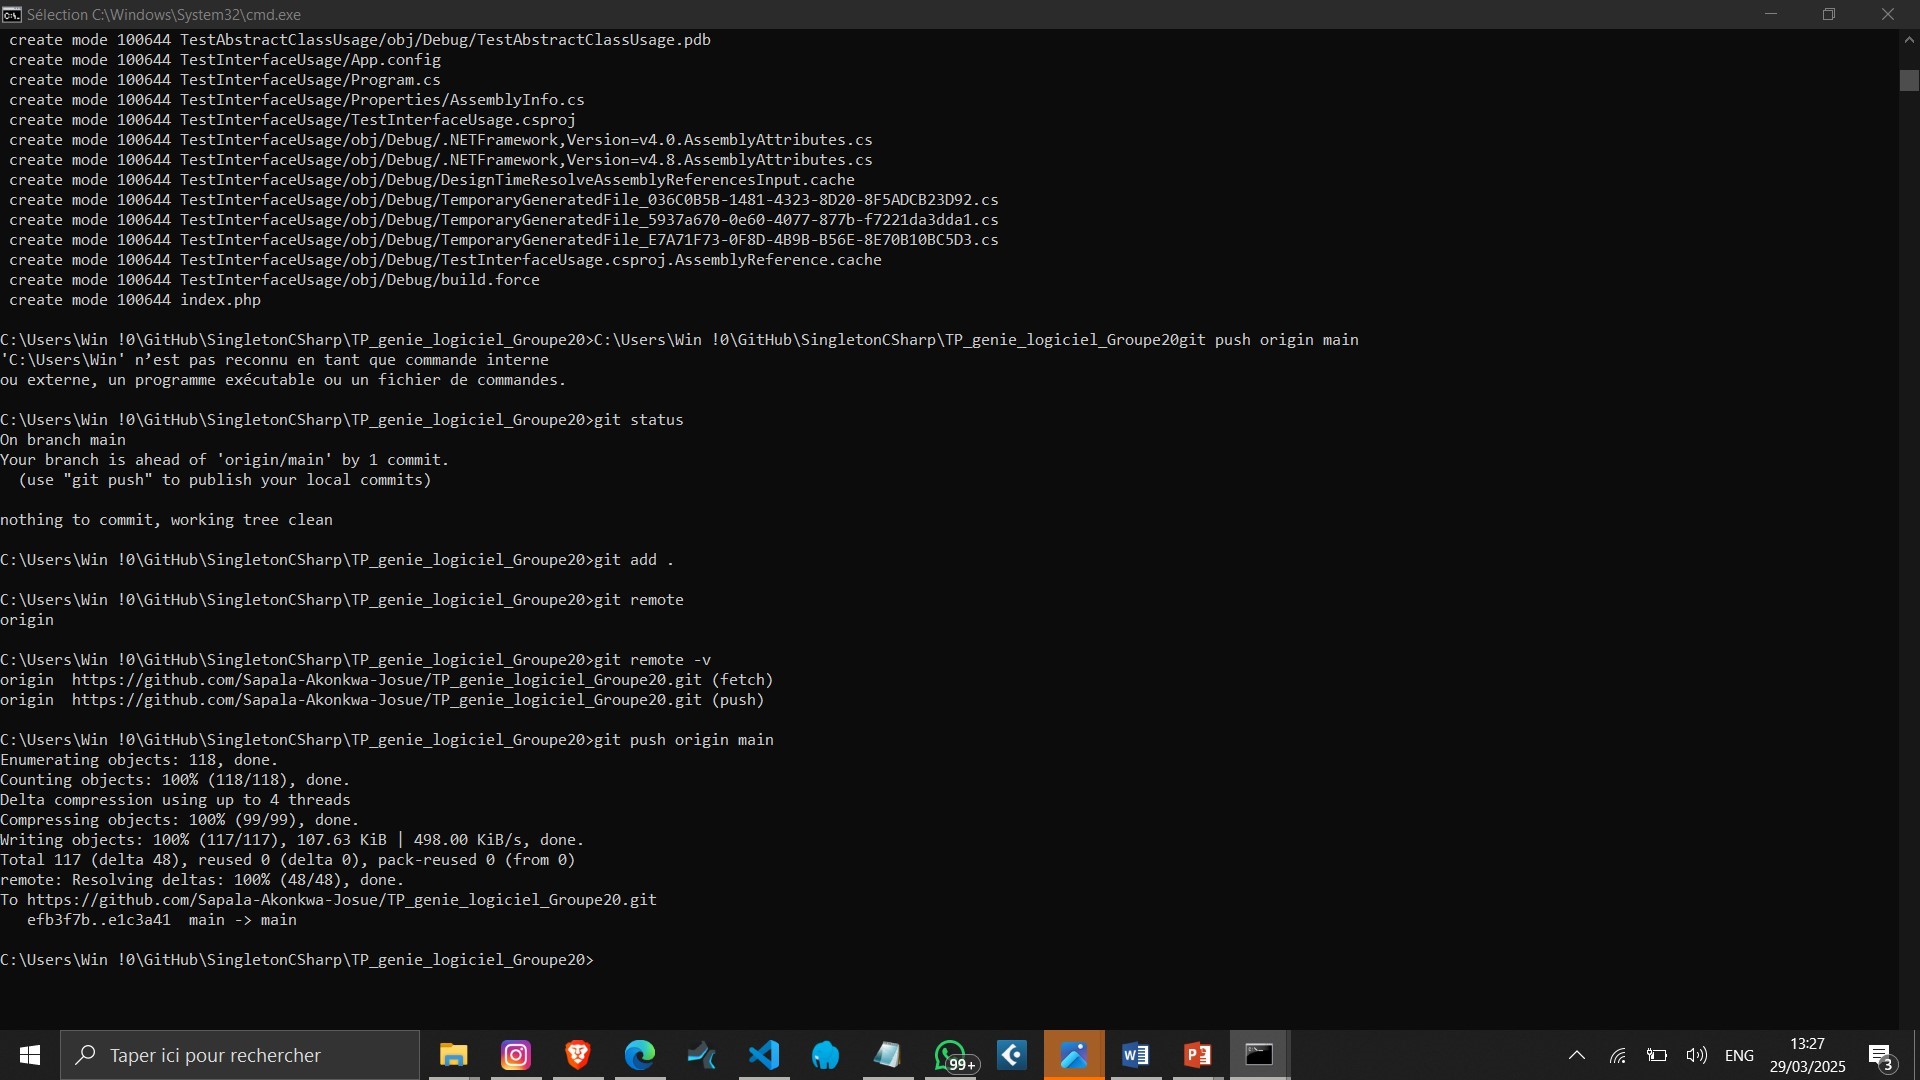 Sélection C:\Windows\System32\cmd.exe
create mode 100644 TestAbstractClassUsage/obj/Debug/TestAbstractClassUsage.pdb
create mode 100644 TestInterfaceUsage/App.config
create mode 100644 TestInterfaceUsage/Program.cs
create mode 100644 TestInterfaceUsage/Properties/AssemblyInfo.cs
create mode 100644 TestInterfaceUsage/TestInterfaceUsage.csproj
create mode 100644 TestInterfaceUsage/obj/Debug/.NETFramework,Version=v4.0.AssemblyAttributes.cs
create mode 100644 TestInterfaceUsage/obj/Debug/.NETFramework,Version=v4.8.AssemblyAttributes.cs
create mode 100644 TestInterfaceUsage/obj/Debug/DesignTimeResolveAssemblyReferencesInput.cache
create mode 100644 TestInterfaceUsage/obj/Debug/TemporaryGeneratedFile_036C0B5B-1481-4323-8D20-8F5ADCB23D92.cs
create mode 100644 TestInterfaceUsage/obj/Debug/TemporaryGeneratedFile_5937a670-0e60-4077-877b-f7221da3dda1.cs
create mode 100644 TestInterfaceUsage/obj/Debug/TemporaryGeneratedFile_E7A71F73-0F8D-4B9B-B56E-8E70B10BC5D3.cs
create mode 100644 TestInterfaceUsage/obj/Debug/TestInterfaceUsage.csproj.AssemblyReference.cache
create mode 100644 TestInterfaceUsage/obj/Debug/build.force
create mode 100644 index.php
C:\Users\Win !0\GitHub\SingletonCSharp\TP_genie_logiciel_Groupe20>C:\Users\Win !0\GitHub\SingletonCSharp\TP_genie_logiciel_Groupe20git push origin main
'C:\Users\Win' n’est pas reconnu en tant que commande interne
ou externe, un programme exécutable ou un fichier de commandes.
C:\Users\Win !0\GitHub\SingletonCSharp\TP_genie_logiciel_Groupe20>git status
On branch main
Your branch is ahead of 'origin/main' by 1 commit.
(use "git push" to publish your local commits)
nothing to commit, working tree clean
C:\Users\Win !0\GitHub\SingletonCSharp\TP_genie_logiciel_Groupe20>git add .
C:\Users\Win !0\GitHub\SingletonCSharp\TP_genie_logiciel_Groupe20>git remote
origin
C:\Users\Win !0\GitHub\SingletonCSharp\TP_genie_logiciel_Groupe20>git remote -v
origin  https://github.com/Sapala-Akonkwa-Josue/TP_genie_logiciel_Groupe20.git (fetch)
origin  https://github.com/Sapala-Akonkwa-Josue/TP_genie_logiciel_Groupe20.git (push)
C:\Users\Win !0\GitHub\SingletonCSharp\TP_genie_logiciel_Groupe20>git push origin main
Enumerating objects: 118, done.
Counting objects: 100% (118/118), done.
Delta compression using up to 4 threads
Compressing objects: 100% (99/99), done.
Writing objects: 100% (117/117), 107.63 KiB | 498.00 KiB/s, done.
Total 117 (delta 48), reused 0 (delta 0), pack-reused 0 (from 0)
remote: Resolving deltas: 100% (48/48), done.
To https://github.com/Sapala-Akonkwa-Josue/TP_genie_logiciel_Groupe20.git
efb3f7b..e1c3a41  main -> main
C:\Users\Win !0\GitHub\SingletonCSharp\TP_genie_logiciel_Groupe20>
Taper ici pour rechercher
99+
ENG
13:27
29/03/2025
3